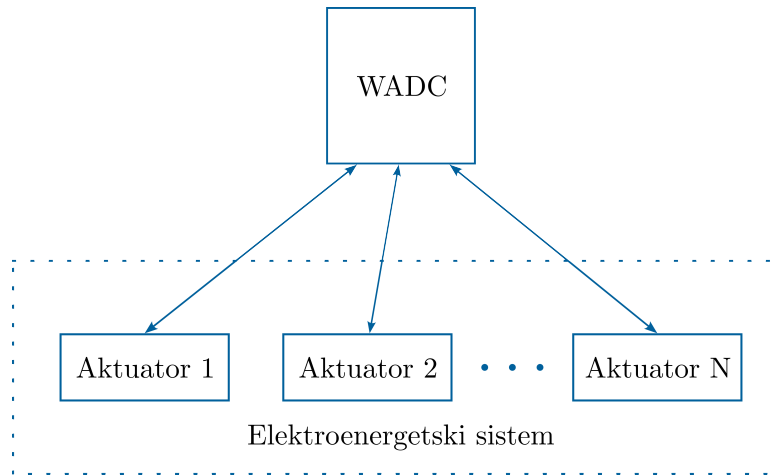 WADC
Aktuator 1
Aktuator 2
Aktuator N
Elektroenergetski sistem